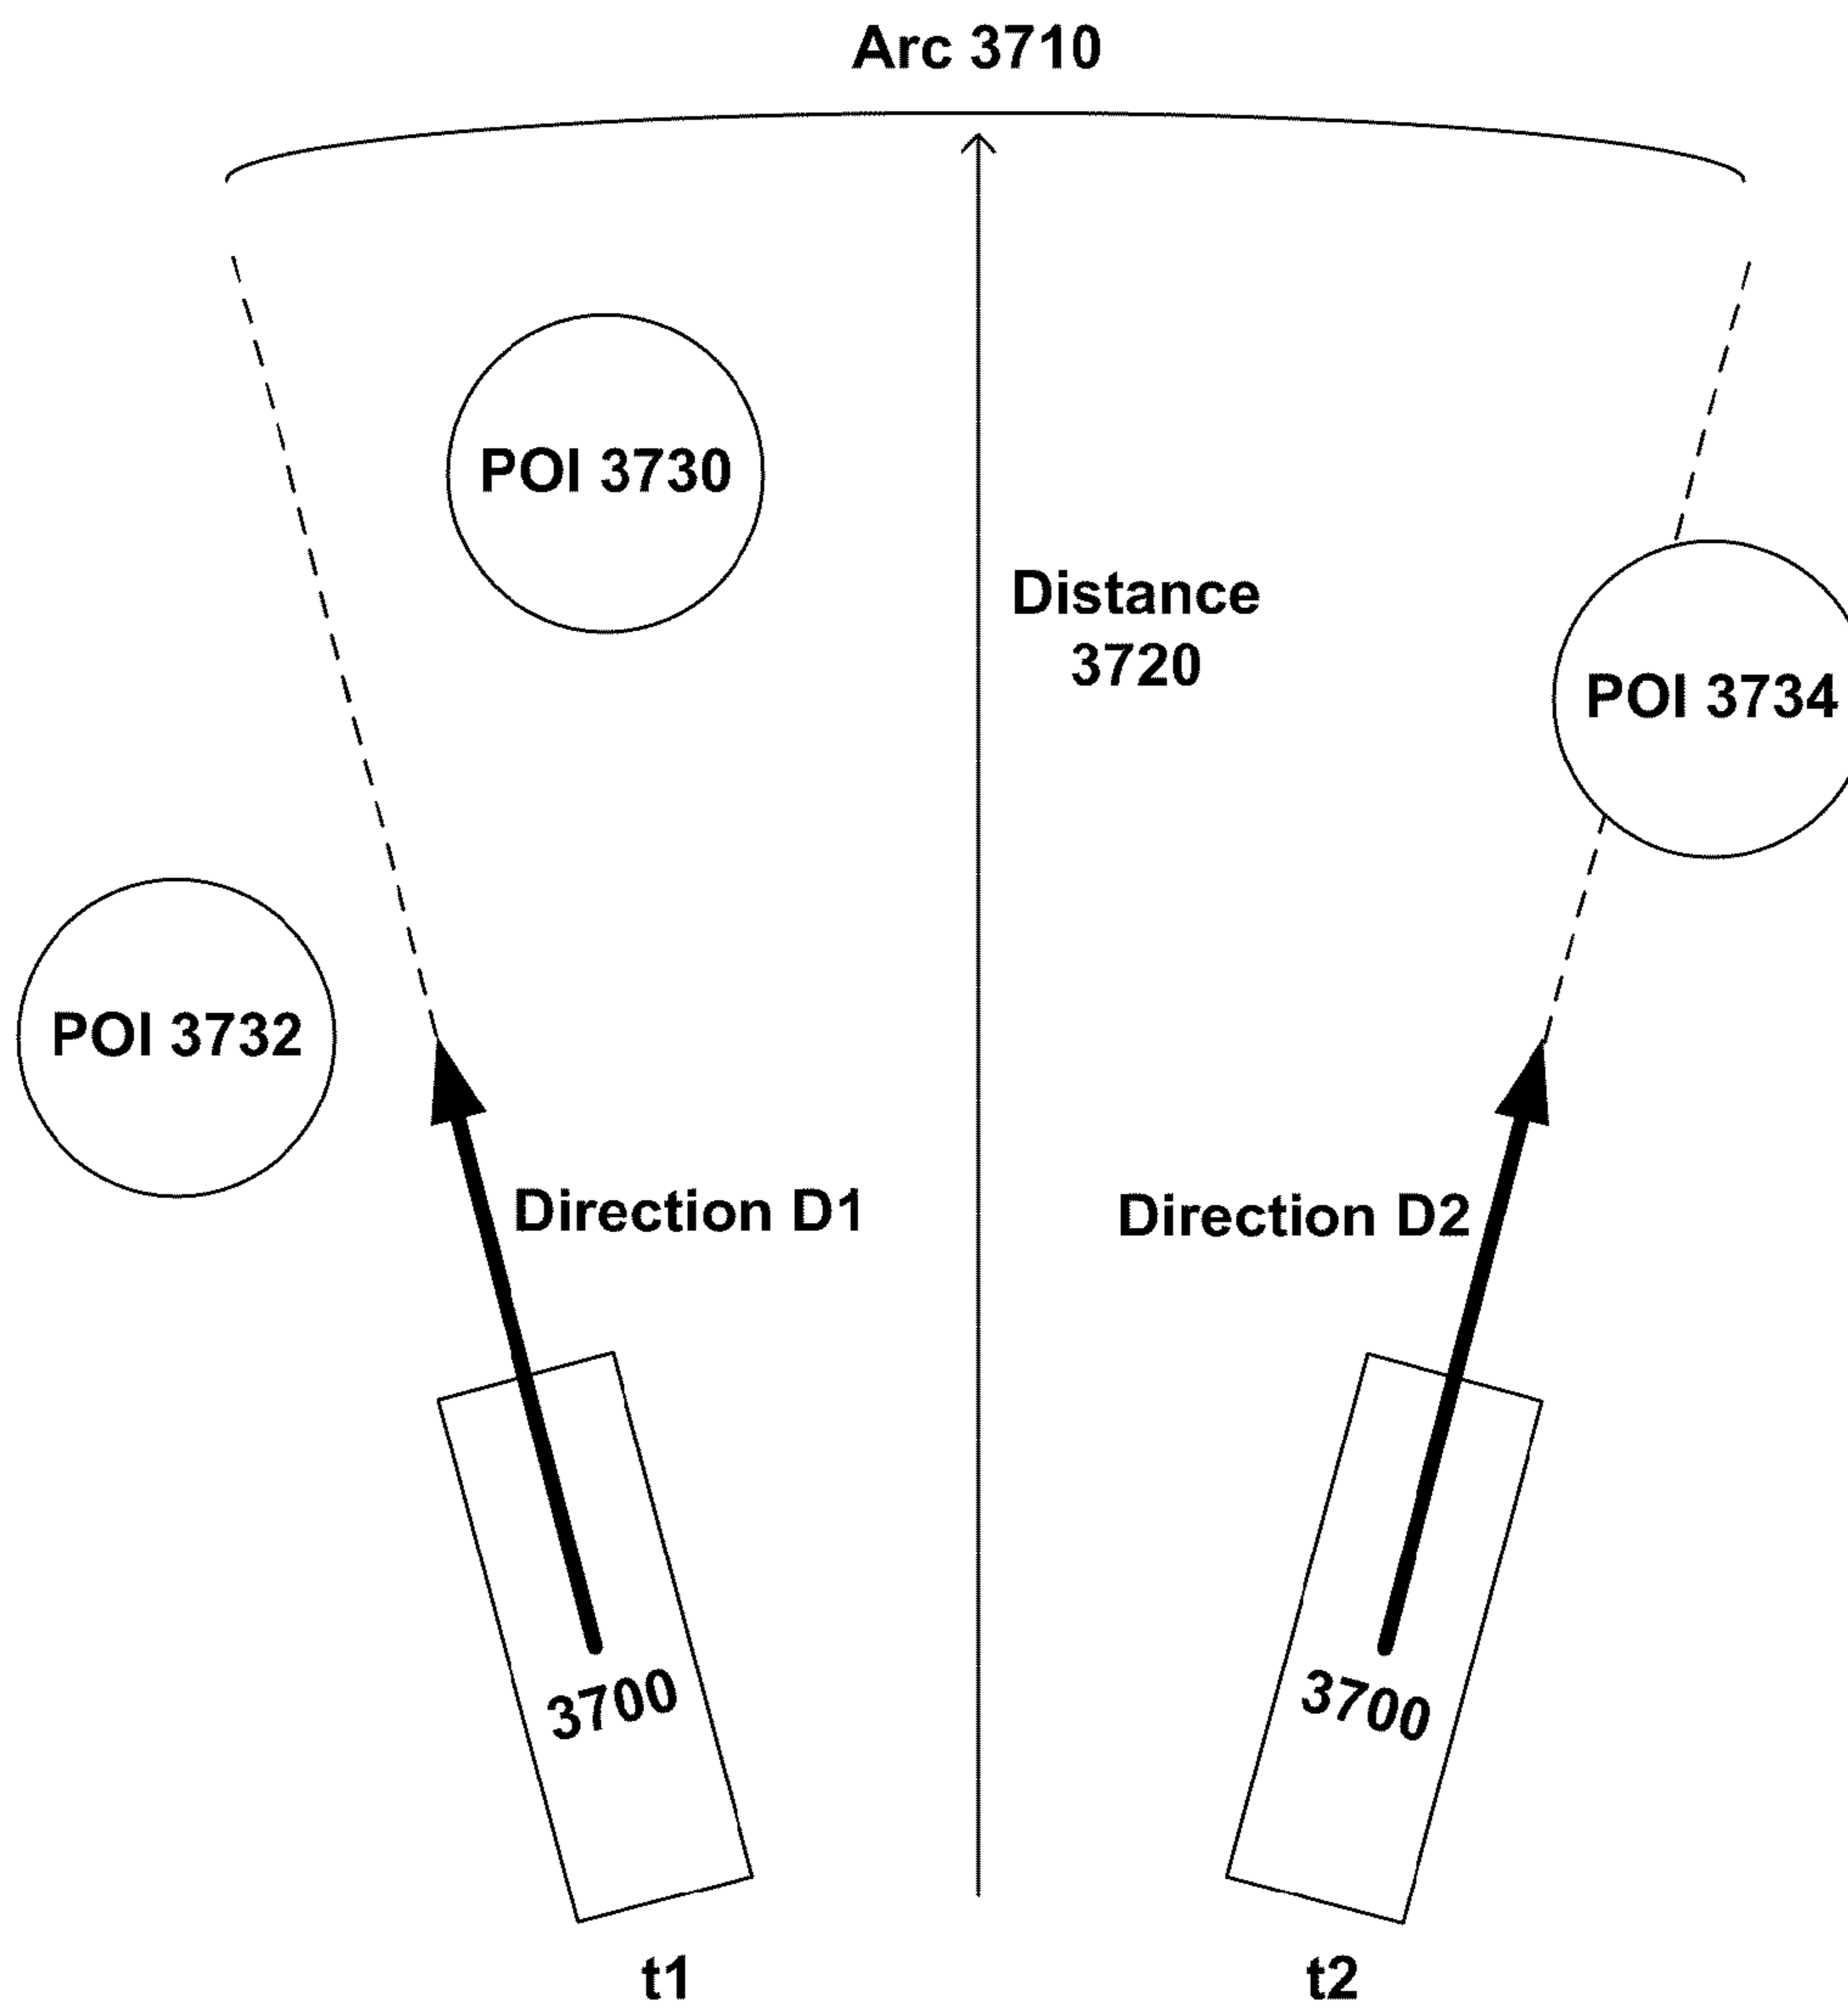 Arc 3710
POI 3730
Distance
3720
POI 3734
POI 3732
Direction D1
Direction D2
3700
3700
t1
t2